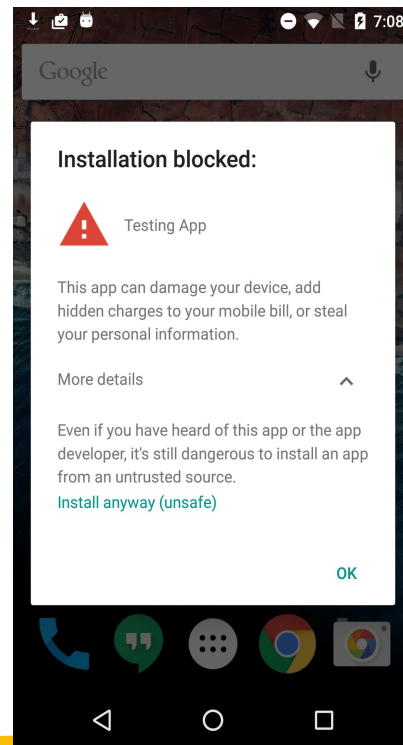 7:08
Google
Installation blocked:
Testing App
This app can damage your device, add
hidden charges to your mobile bill, or steal
your personal information.
More details
Even if you have heard of this app or the app
developer, it's still dangerous to install an app
from an untrusted source.
Install anyway (unsafe)
OK